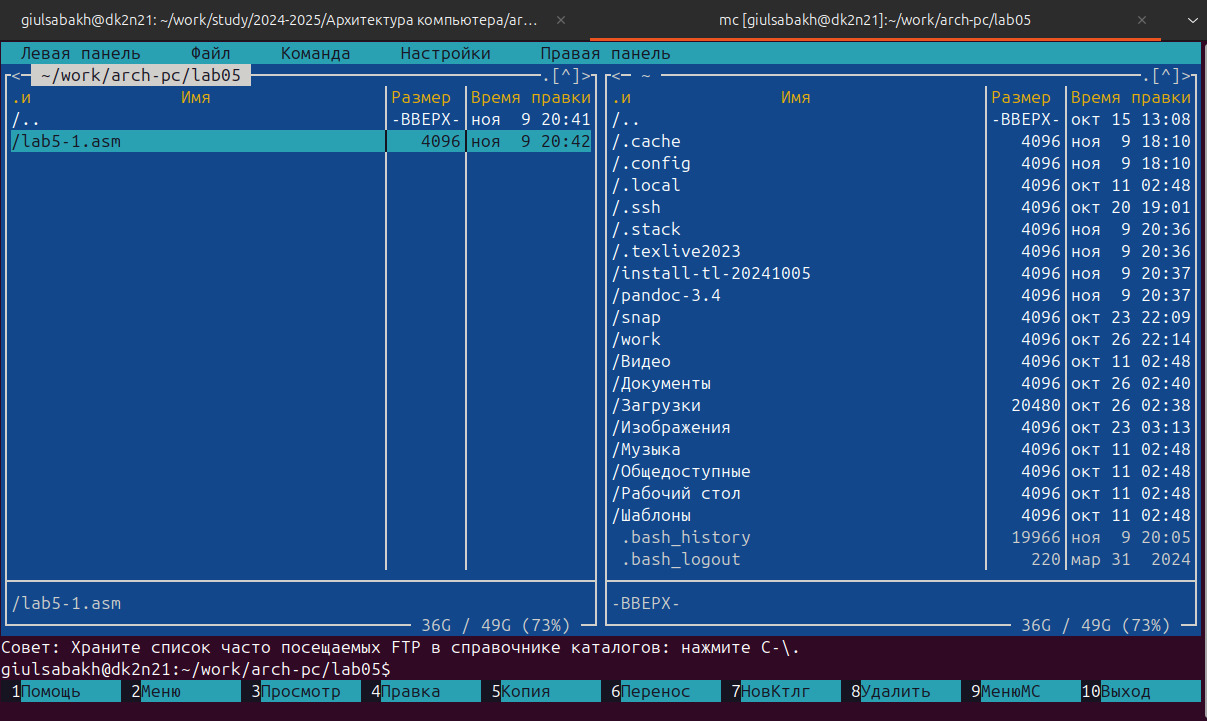 giulsabakh@dk2n21: ~/work/study/2024-2025/Архитектура компьютера/ar... × mc [giulsabakh@dk2n21]:~/work/arch-pc/lab05 ×
Левая панель Файл Команда Настройки Правая панель
<— ~/work/arch-pc/lab05 .[^]> <— ~ .[^]>
.и Имя Размер Время правки .и Имя Размер Время правки
/.. -ВВЕРХ- ноя 9 20:41 /.. -ВВЕРХ- окт 15 13:08
/lab5-1.asm 4096 ноя 9 20:42 /.cache 4096 ноя 9 18:10
/.config 4096 ноя 9 18:10
/.local 4096 окт 11 02:48
/.ssh 4096 окт 20 19:01
/.stack 4096 ноя 9 20:36
/.texlive2023 4096 ноя 9 20:36
/install-tl-20241005 4096 ноя 9 20:37
/pandoc-3.4 4096 ноя 9 20:37
/snap 4096 окт 23 22:09
/work 4096 окт 26 22:14
/Видео 4096 окт 11 02:48
/Документы 4096 окт 26 02:40
/Загрузки 20480 окт 26 02:38
/Изображения 4096 окт 23 03:13
/Музыка 4096 окт 11 02:48
/Общедоступные 4096 окт 11 02:48
/Рабочий стол 4096 окт 11 02:48
/Шаблоны 4096 окт 11 02:48
.bash_history 19966 ноя 9 20:05
.bash_logout 220 мар 31 2024
/lab5-1.asm -ВВЕРХ-
36G / 49G (73%) 36G / 49G (73%)
Совет: Храните список часто посещаемых FTP в справочнике каталогов: нажмите C-\.
giulsabakh@dk2n21:~/work/arch-pc/lab05$
1Помощь 2Меню 3Просмотр 4Правка 5Копия 6Перенос 7НовКтлг 8Удалить 9МенюMC 10Выход